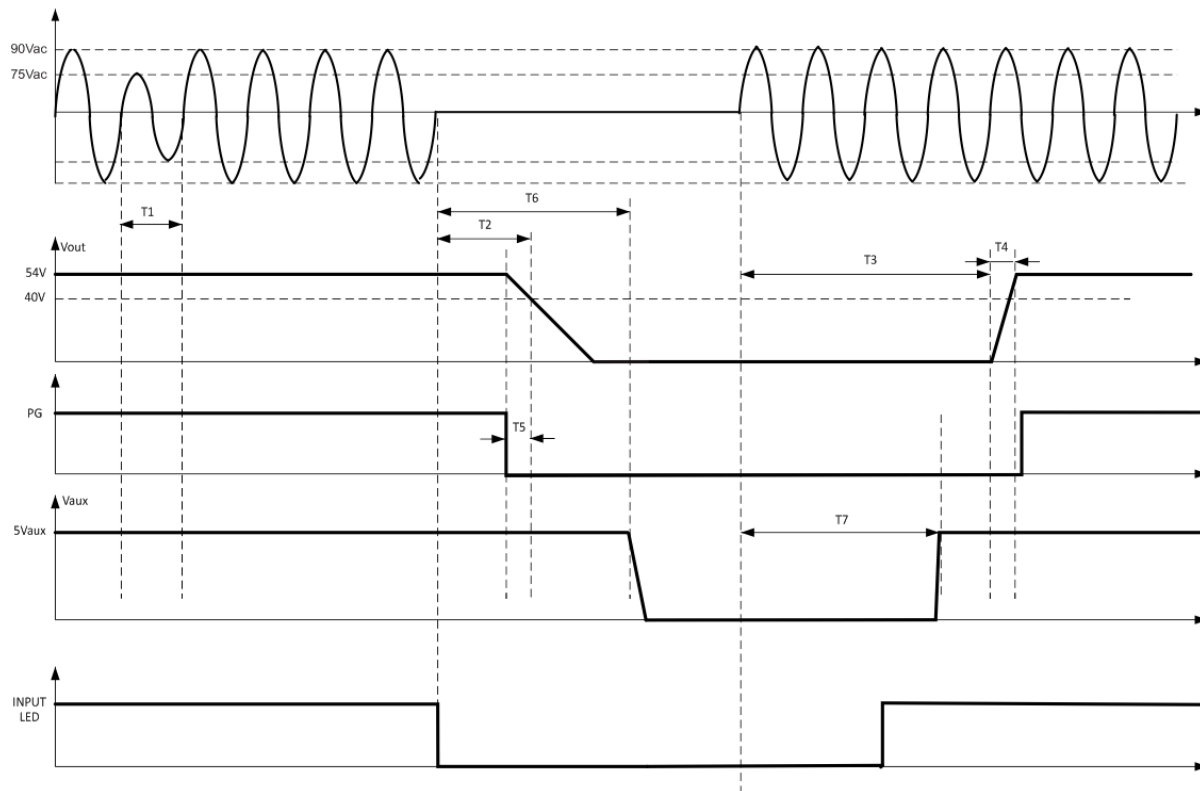 90Vac
75Vac
T1
T6
T2
Vout
54V
40V
T3
T4
PG
T5
Vaux
5Vaux
T7
INPUT
LED